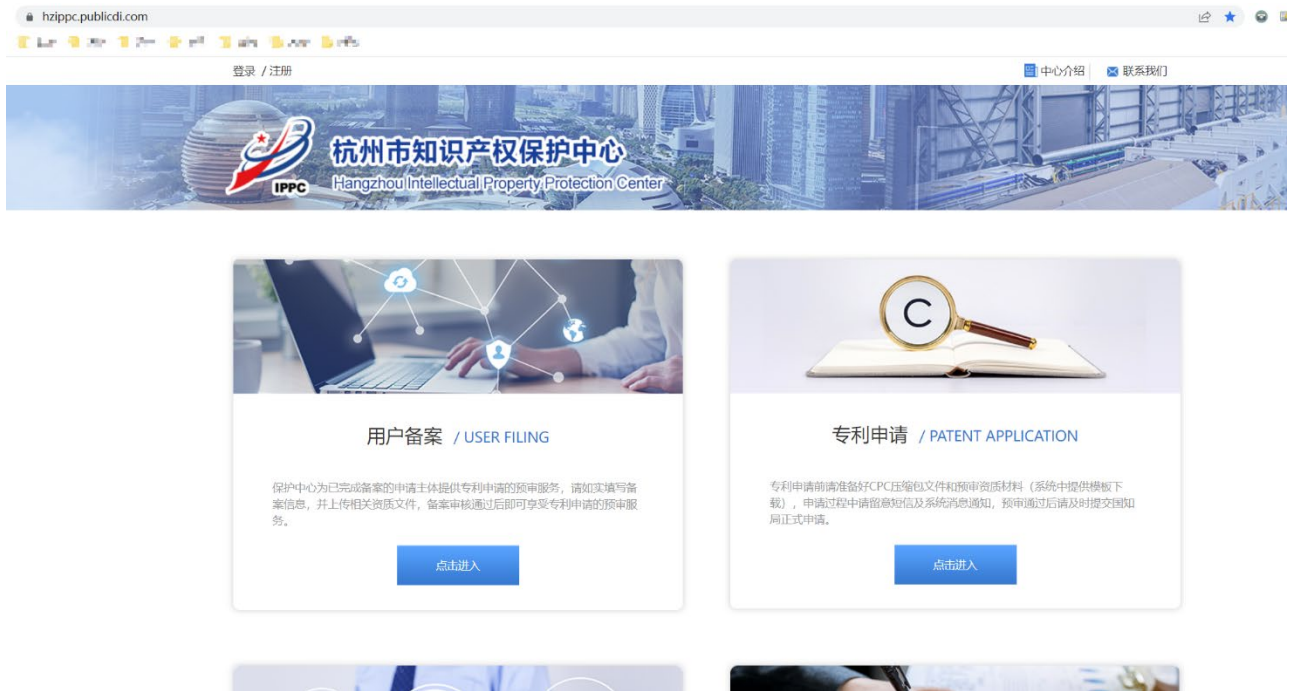 hzippc.publicdi.com
登录 / 注册
中心介绍
联系我们
IPPC
杭州市知识产权保护中心
Hangzhou Intellectual Property Protection Center
C
用户备案 / USER FILING
保护中心为已完成备案的申请主体提供专利申请的预审服务，请如实填写备
案信息，并上传相关资质文件，备案审核通过后即可享受专利申请的预审服
务。
点击进入
专利申请 / PATENT APPLICATION
专利申请前请准备好CPC压缩包文件和预审资质材料（系统中提供模板下
载），申请过程中请留意短信及系统消息通知，预审通过后请及时提交国知
局正式申请。
点击进入